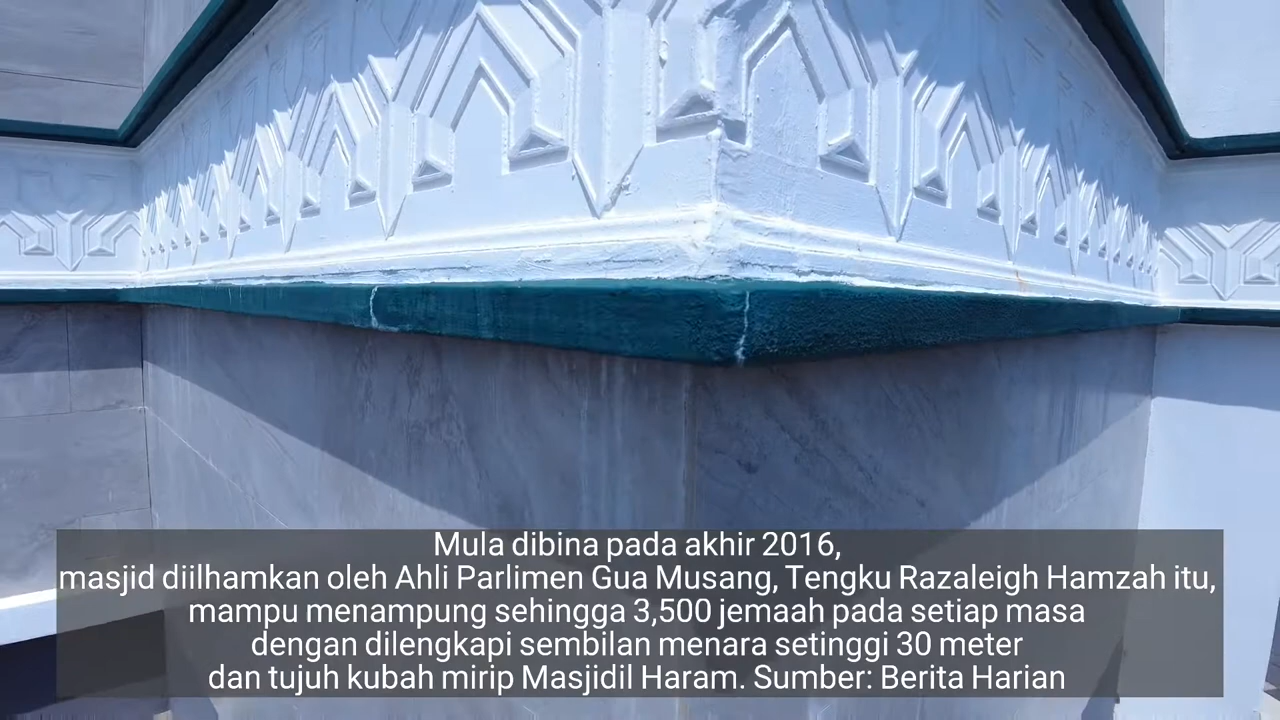 Mula dibina pada akhir 2016,
masjid diilhamkan oleh Ahli Parlimen Gua Musang, Tengku Razaleigh Hamzah itu,
mampu menampung sehingga 3,500 jemaah pada setiap masa
dengan dilengkapi sembilan menara setinggi 30 meter
dan tujuh kubah mirip Masjidil Haram. Sumber: Berita Harian